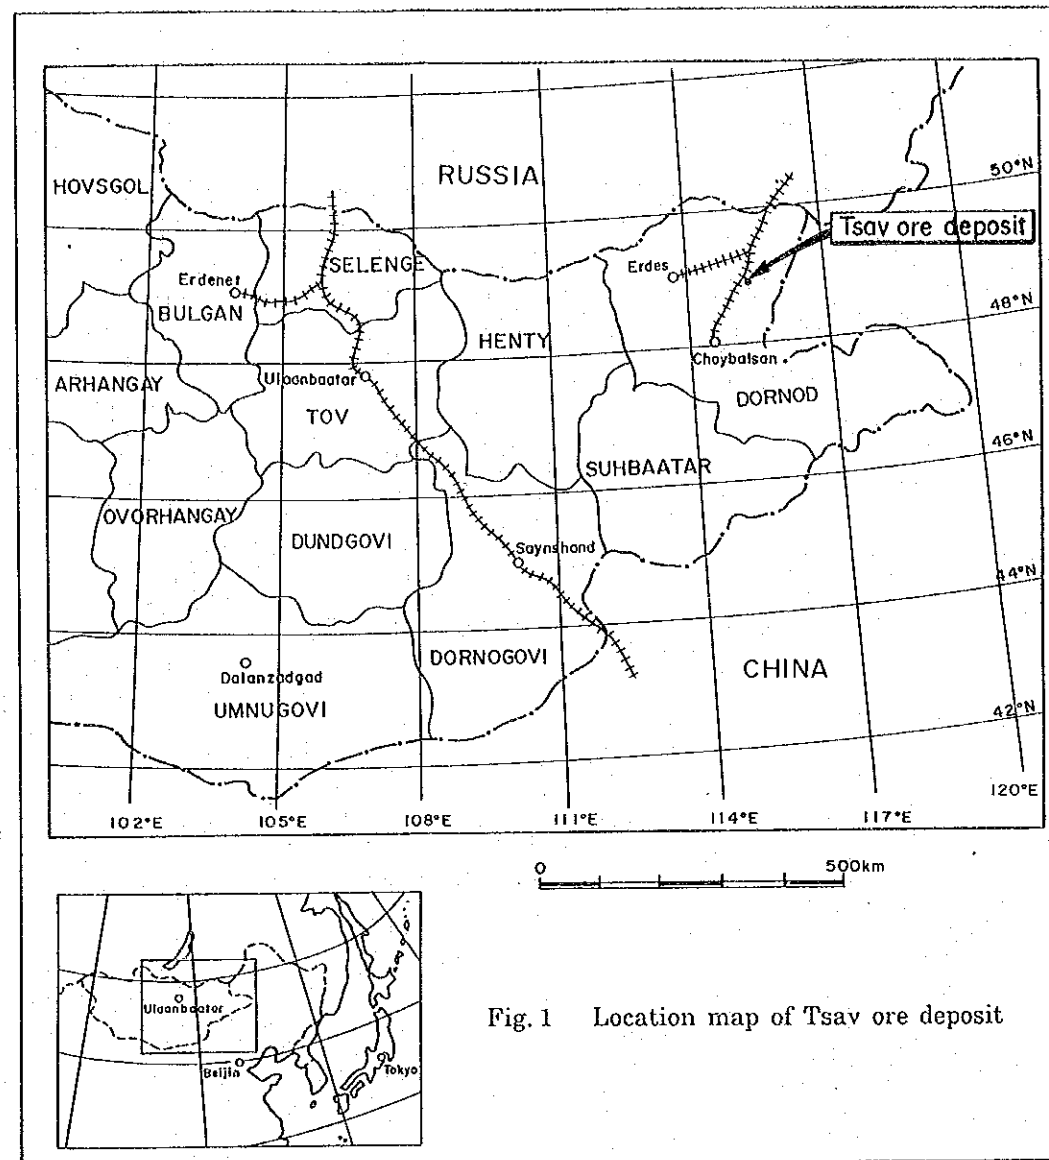 RUSSIA
50°N
HOVSGOL
Tsav ore deposit
SELENGE
Erdes
Erdenet
BULGAN
48°N
HENTY
Choybalsan
ARHANGAY
Ulaanbaatar
DORNOD
TOV
46°N
SUHBAATAR
OVORHANGAY
DUNDGOVI
Saynshand
44°N
DORNOGOVI
CHINA
Dalanzadgad
UMNUGOVI
42°N
120°E
102°E 105°E 108°E 111°E 114°E 117°E
0 500km
Ulaanbaatar
Beijin
Tokyo
Fig. 1 Location map of Tsav ore deposit